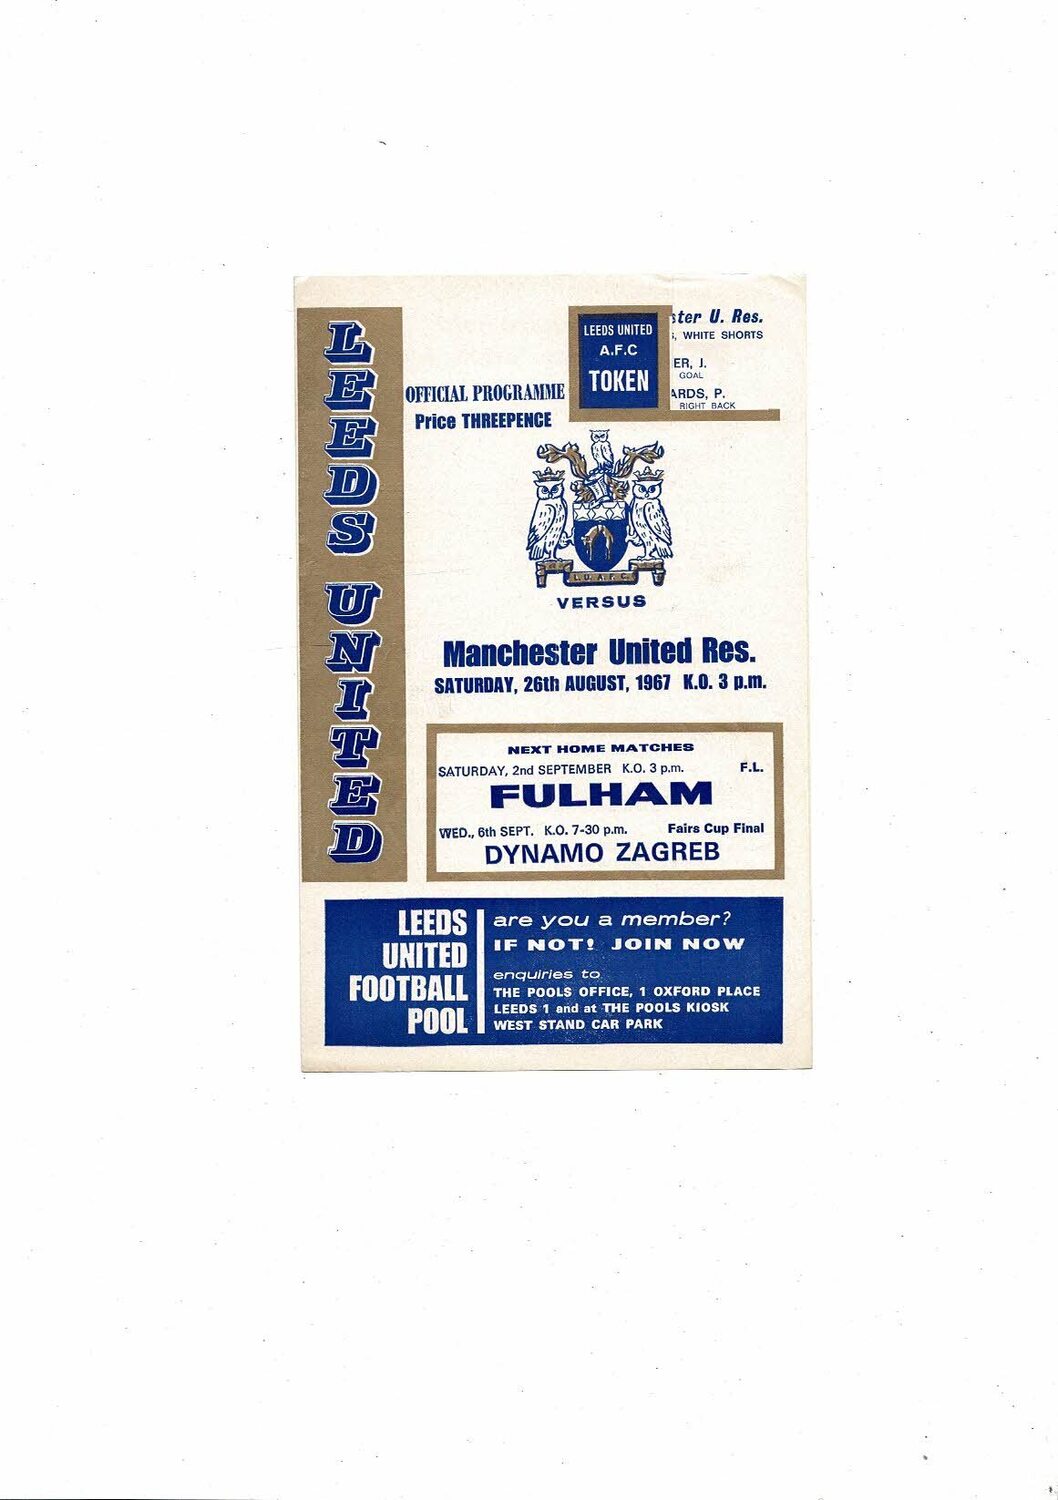 LEEDS UNITED
LEEDS UNITED
A.F.C
TOKEN
ster U. Res.
, WHITE SHORTS
ER, J.
GOAL
ARDS, P.
RIGHT BACK
OFFICIAL PROGRAMME
Price THREEPENCE
L.U.A.F.C.
VERSUS
Manchester United Res.
SATURDAY, 26th AUGUST, 1967 K.O. 3 p.m.
NEXT HOME MATCHES
SATURDAY, 2nd SEPTEMBER K.O. 3 p.m. F.L.
FULHAM
WED., 6th SEPT. K.O. 7-30 p.m. Fairs Cup Final
DYNAMO ZAGREB
LEEDS
UNITED
FOOTBALL
POOL
are you a member?
IF NOT! JOIN NOW
enquiries to
THE POOLS OFFICE, 1 OXFORD PLACE
LEEDS 1 and at THE POOLS KIOSK
WEST STAND CAR PARK